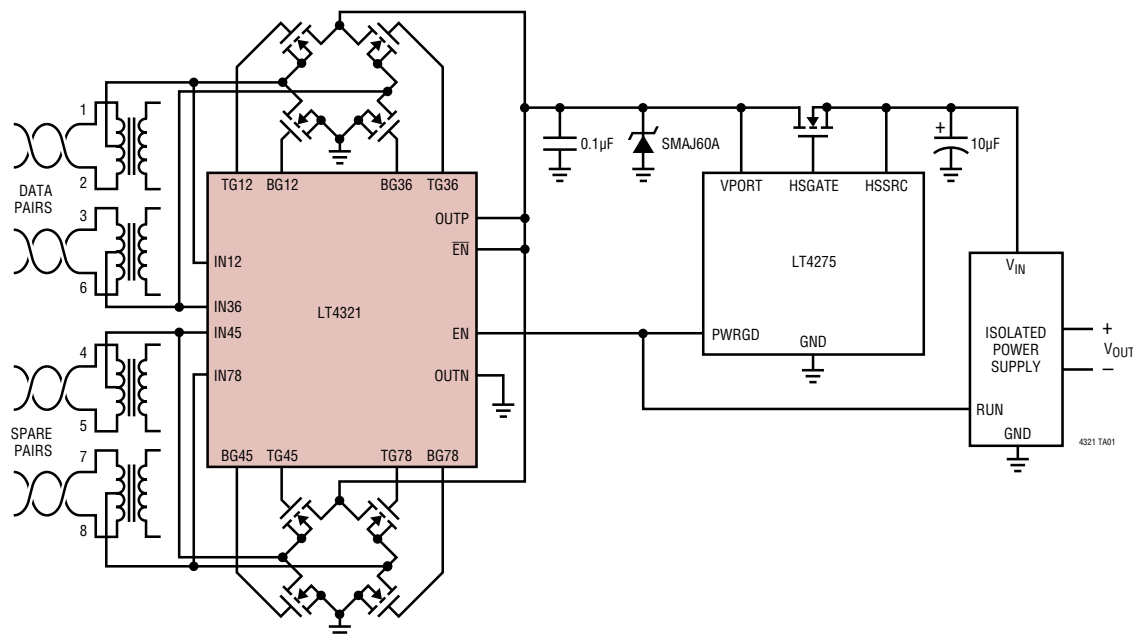 1
2
DATA
PAIRS
3
6
4
5
SPARE
PAIRS
7
8
TG12 BG12 BG36 TG36
OUTP
EN
IN12
IN36
LT4321
IN45
EN
IN78
OUTN
BG45 TG45 TG78 BG78
0.1µF
SMAJ60A
+
10µF
VPORT HSGATE HSSRC
LT4275
PWRGD
GND
VIN
ISOLATED
POWER
SUPPLY
+
VOUT
–
RUN
GND
4321 TA01